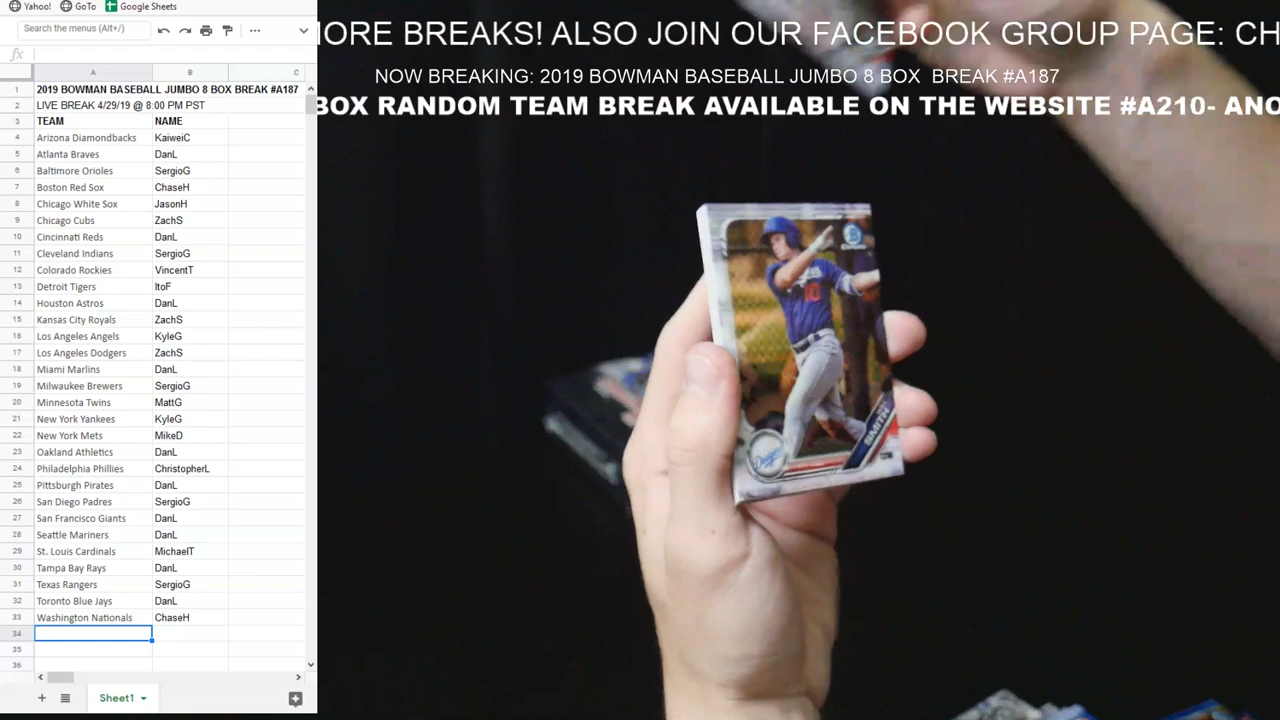 Yahoo! GoTo Google Sheets
Search the menus (Alt+/)
fx
A B C
1 2019 BOWMAN BASEBALL JUMBO 8 BOX BREAK #A187
2 LIVE BREAK 4/29/19 @ 8:00 PM PST
3 TEAM NAME
4 Arizona Diamondbacks KaiweiC
5 Atlanta Braves DanL
6 Baltimore Orioles SergioG
7 Boston Red Sox ChaseH
8 Chicago White Sox JasonH
9 Chicago Cubs ZachS
10 Cincinnati Reds DanL
11 Cleveland Indians SergioG
12 Colorado Rockies VincentT
13 Detroit Tigers ItoF
14 Houston Astros DanL
15 Kansas City Royals ZachS
16 Los Angeles Angels KyleG
17 Los Angeles Dodgers ZachS
18 Miami Marlins DanL
19 Milwaukee Brewers SergioG
20 Minnesota Twins MattG
21 New York Yankees KyleG
22 New York Mets MikeD
23 Oakland Athletics DanL
24 Philadelphia Phillies ChristopherL
25 Pittsburgh Pirates DanL
26 San Diego Padres SergioG
27 San Francisco Giants DanL
28 Seattle Mariners DanL
29 St. Louis Cardinals MichaelT
30 Tampa Bay Rays DanL
31 Texas Rangers SergioG
32 Toronto Blue Jays DanL
33 Washington Nationals ChaseH
34
35
36
Sheet1
MORE BREAKS! ALSO JOIN OUR FACEBOOK GROUP PAGE: CH
NOW BREAKING: 2019 BOWMAN BASEBALL JUMBO 8 BOX BREAK #A187
BOX RANDOM TEAM BREAK AVAILABLE ON THE WEBSITE #A210- ANO
10
SMITH